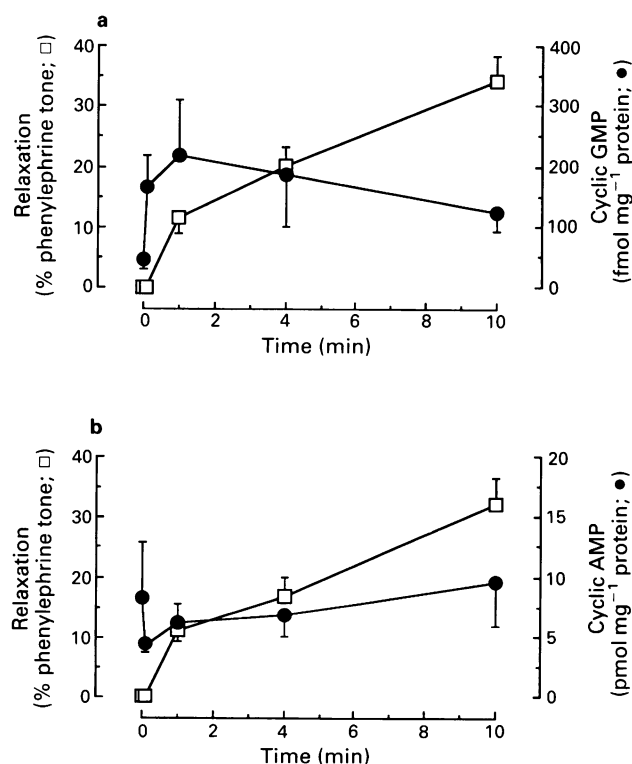 a
40
30
20
10
0
Relaxation
(% phenylephrine tone; □)
400
300
200
100
0
Cyclic GMP
(fmol mg⁻¹ protein; ●)
0 2 4 6 8 10
Time (min)
b
40
30
20
10
0
Relaxation
(% phenylephrine tone; □)
20
15
10
5
0
Cyclic AMP
(pmol mg⁻¹ protein; ●)
0 2 4 6 8 10
Time (min)